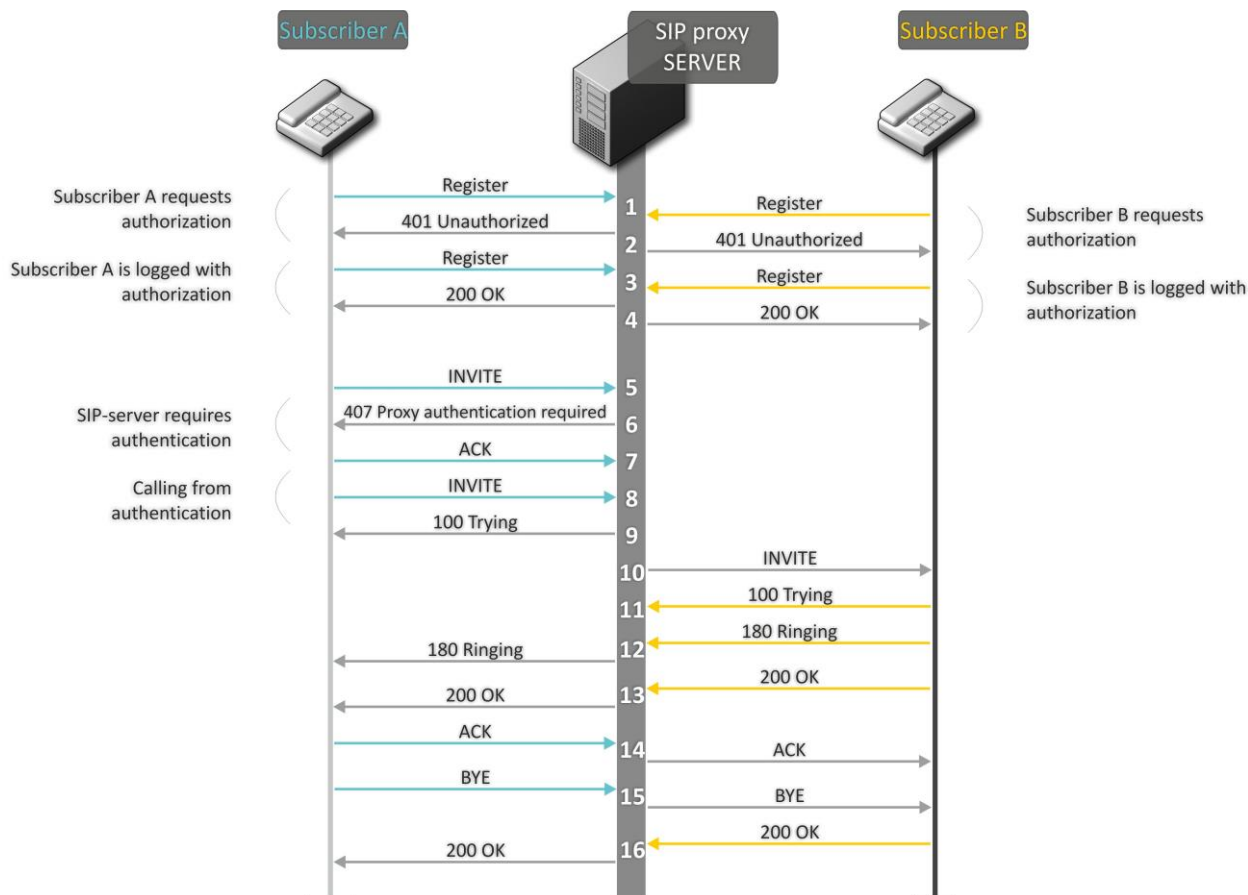 Subscriber A
SIP proxy
SERVER
Subscriber B
Subscriber A requests
authorization
Register
1
Register
Subscriber B requests
authorization
401 Unauthorized
2
401 Unauthorized
Subscriber A is logged with
authorization
Register
3
Register
Subscriber B is logged with
authorization
200 OK
4
200 OK
INVITE
5
SIP-server requires
authentication
407 Proxy authentication required
6
ACK
7
Calling from
authentication
INVITE
8
100 Trying
9
10
INVITE
11
100 Trying
12
180 Ringing
180 Ringing
13
200 OK
200 OK
ACK
14
ACK
BYE
15
BYE
16
200 OK
200 OK